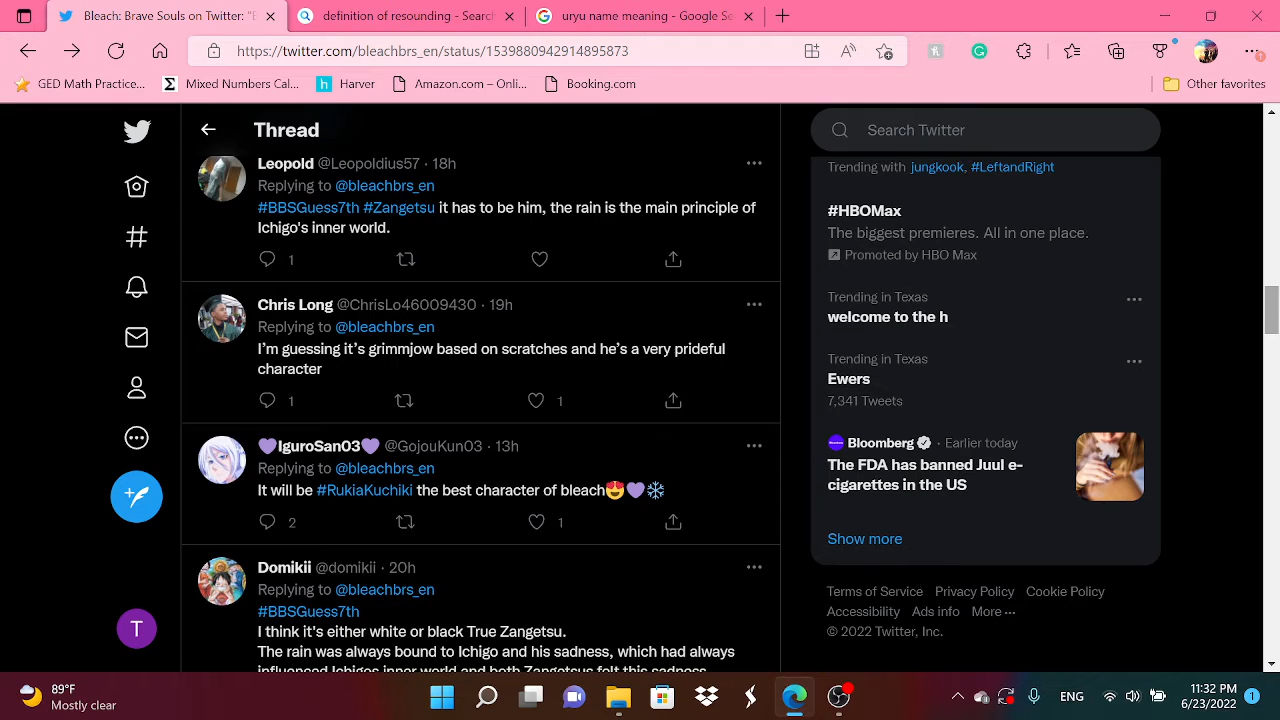 Bleach: Brave Souls on Twitter: "E
definition of resounding - Search
uryu name meaning - Google Se
https://twitter.com/bleachbrs_en/status/1539880942914895873
GED Math Practice...
Mixed Numbers Cal...
Harver
Amazon.com – Onli...
Booking.com
Other favorites
Thread
Leopold @Leopoldius57 · 18h
Replying to @bleachbrs_en
#BBSGuess7th #Zangetsu it has to be him, the rain is the main principle of
Ichigo's inner world.
1
Chris Long @ChrisLo46009430 · 19h
Replying to @bleachbrs_en
I'm guessing it's grimmjow based on scratches and he's a very prideful
character
1 1
💜IguroSan03💜 @GojouKun03 · 13h
Replying to @bleachbrs_en
It will be #RukiaKuchiki the best character of bleach😍💜❄️
2 1
Domikii @domikii · 20h
Replying to @bleachbrs_en
#BBSGuess7th
I think it's either white or black True Zangetsu.
The rain was always bound to Ichigo and his sadness, which had always
influenced Ichigos inner world and both Zangetsus felt this sadness
T
Search Twitter
Trending with jungkook, #LeftandRight
#HBOMax
The biggest premieres. All in one place.
Promoted by HBO Max
Trending in Texas
welcome to the h
Trending in Texas
Ewers
7,341 Tweets
Bloomberg · Earlier today
The FDA has banned Juul e-
cigarettes in the US
Show more
Terms of Service Privacy Policy Cookie Policy
Accessibility Ads info More ···
© 2022 Twitter, Inc.
89°F
Mostly clear
ENG
11:32 PM
6/23/2022
1